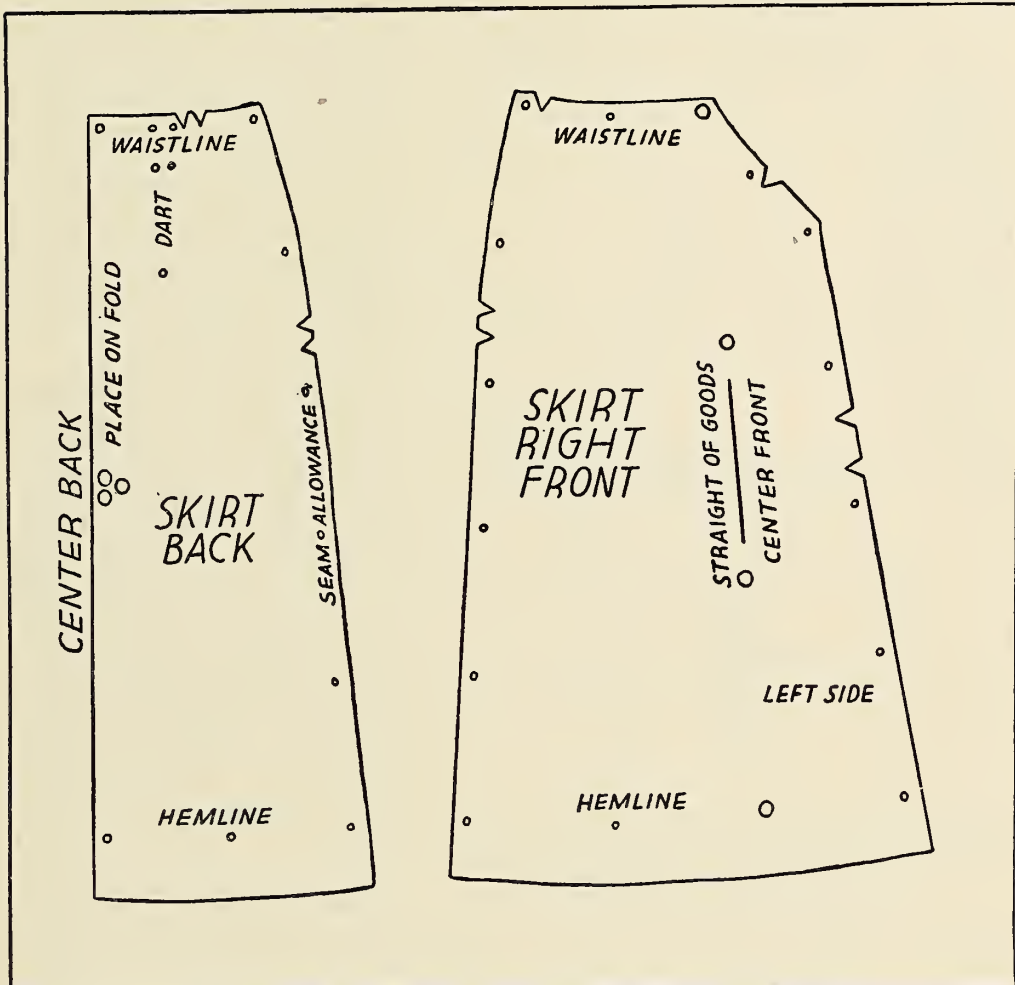 CENTER BACK
WAISTLINE
DART
PLACE ON FOLD
SKIRT
BACK
SEAM ALLOWANCE
HEMLINE
WAISTLINE
SKIRT
RIGHT
FRONT
STRAIGHT OF GOODS
CENTER FRONT
LEFT SIDE
HEMLINE